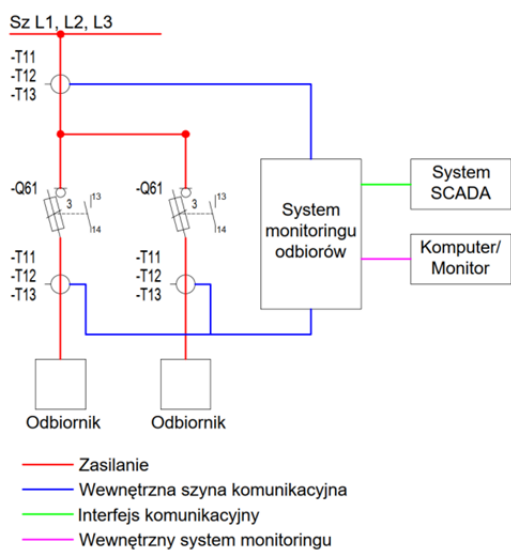 Sz L1, L2, L3
-T11
-T12
-T13
-Q61
3
13
14
-Q61
3
13
14
-T11
-T12
-T13
-T11
-T12
-T13
Odbiornik
Odbiornik
System
monitoringu
odbiorów
System
SCADA
Komputer/
Monitor
Zasilanie
Wewnętrzna szyna komunikacyjna
Interfejs komunikacyjny
Wewnętrzny system monitoringu